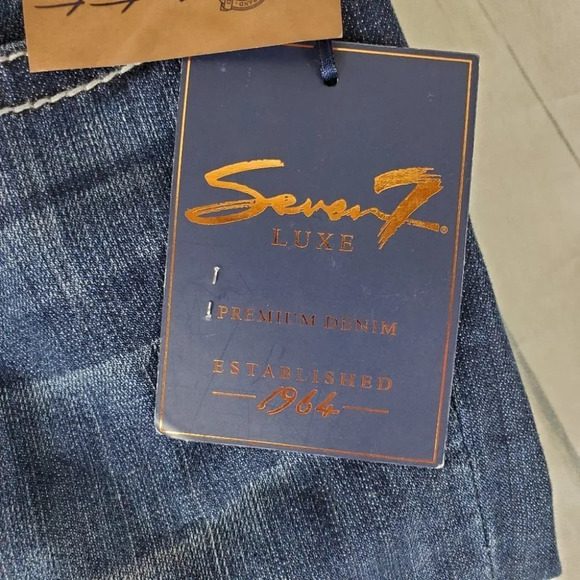 Seven7®
LUXE
PREMIUM DENIM
ESTABLISHED
1964